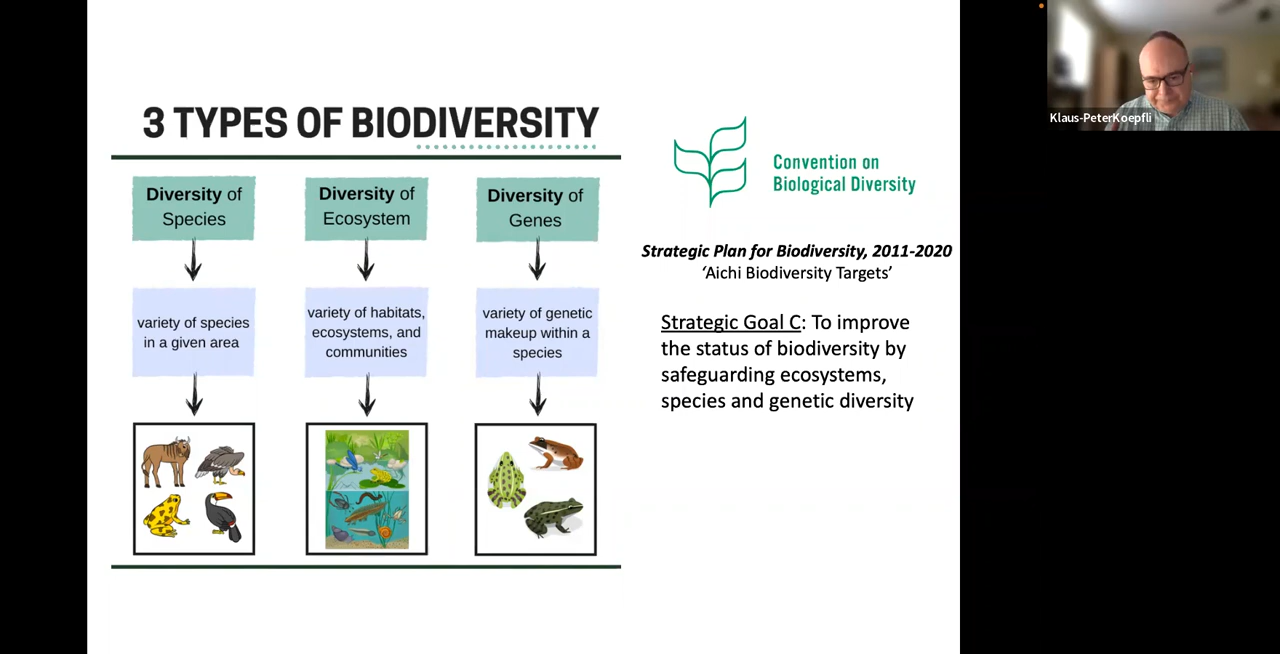 3 TYPES OF BIODIVERSITY
Diversity of
Species
variety of species
in a given area
Diversity of
Ecosystem
variety of habitats,
ecosystems, and
communities
Diversity of
Genes
variety of genetic
makeup within a
species
Convention on
Biological Diversity
Strategic Plan for Biodiversity, 2011-2020
‘Aichi Biodiversity Targets’
Strategic Goal C: To improve
the status of biodiversity by
safeguarding ecosystems,
species and genetic diversity
Klaus-PeterKoepfli